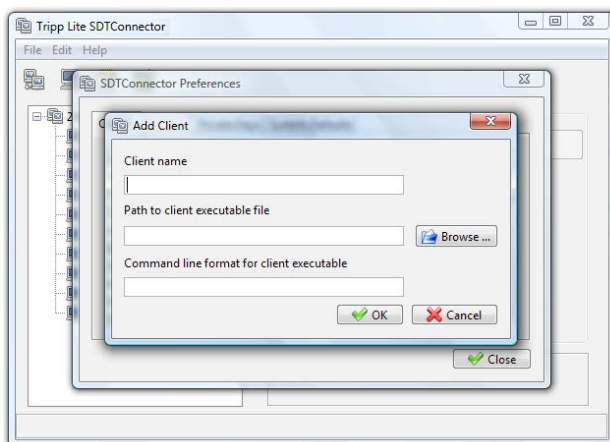 Tripp Lite SDTConnector
File Edit Help
SDTConnector Preferences
2
Add Client
Client name
Path to client executable file
Browse ...
Command line format for client executable
OK
Cancel
Close